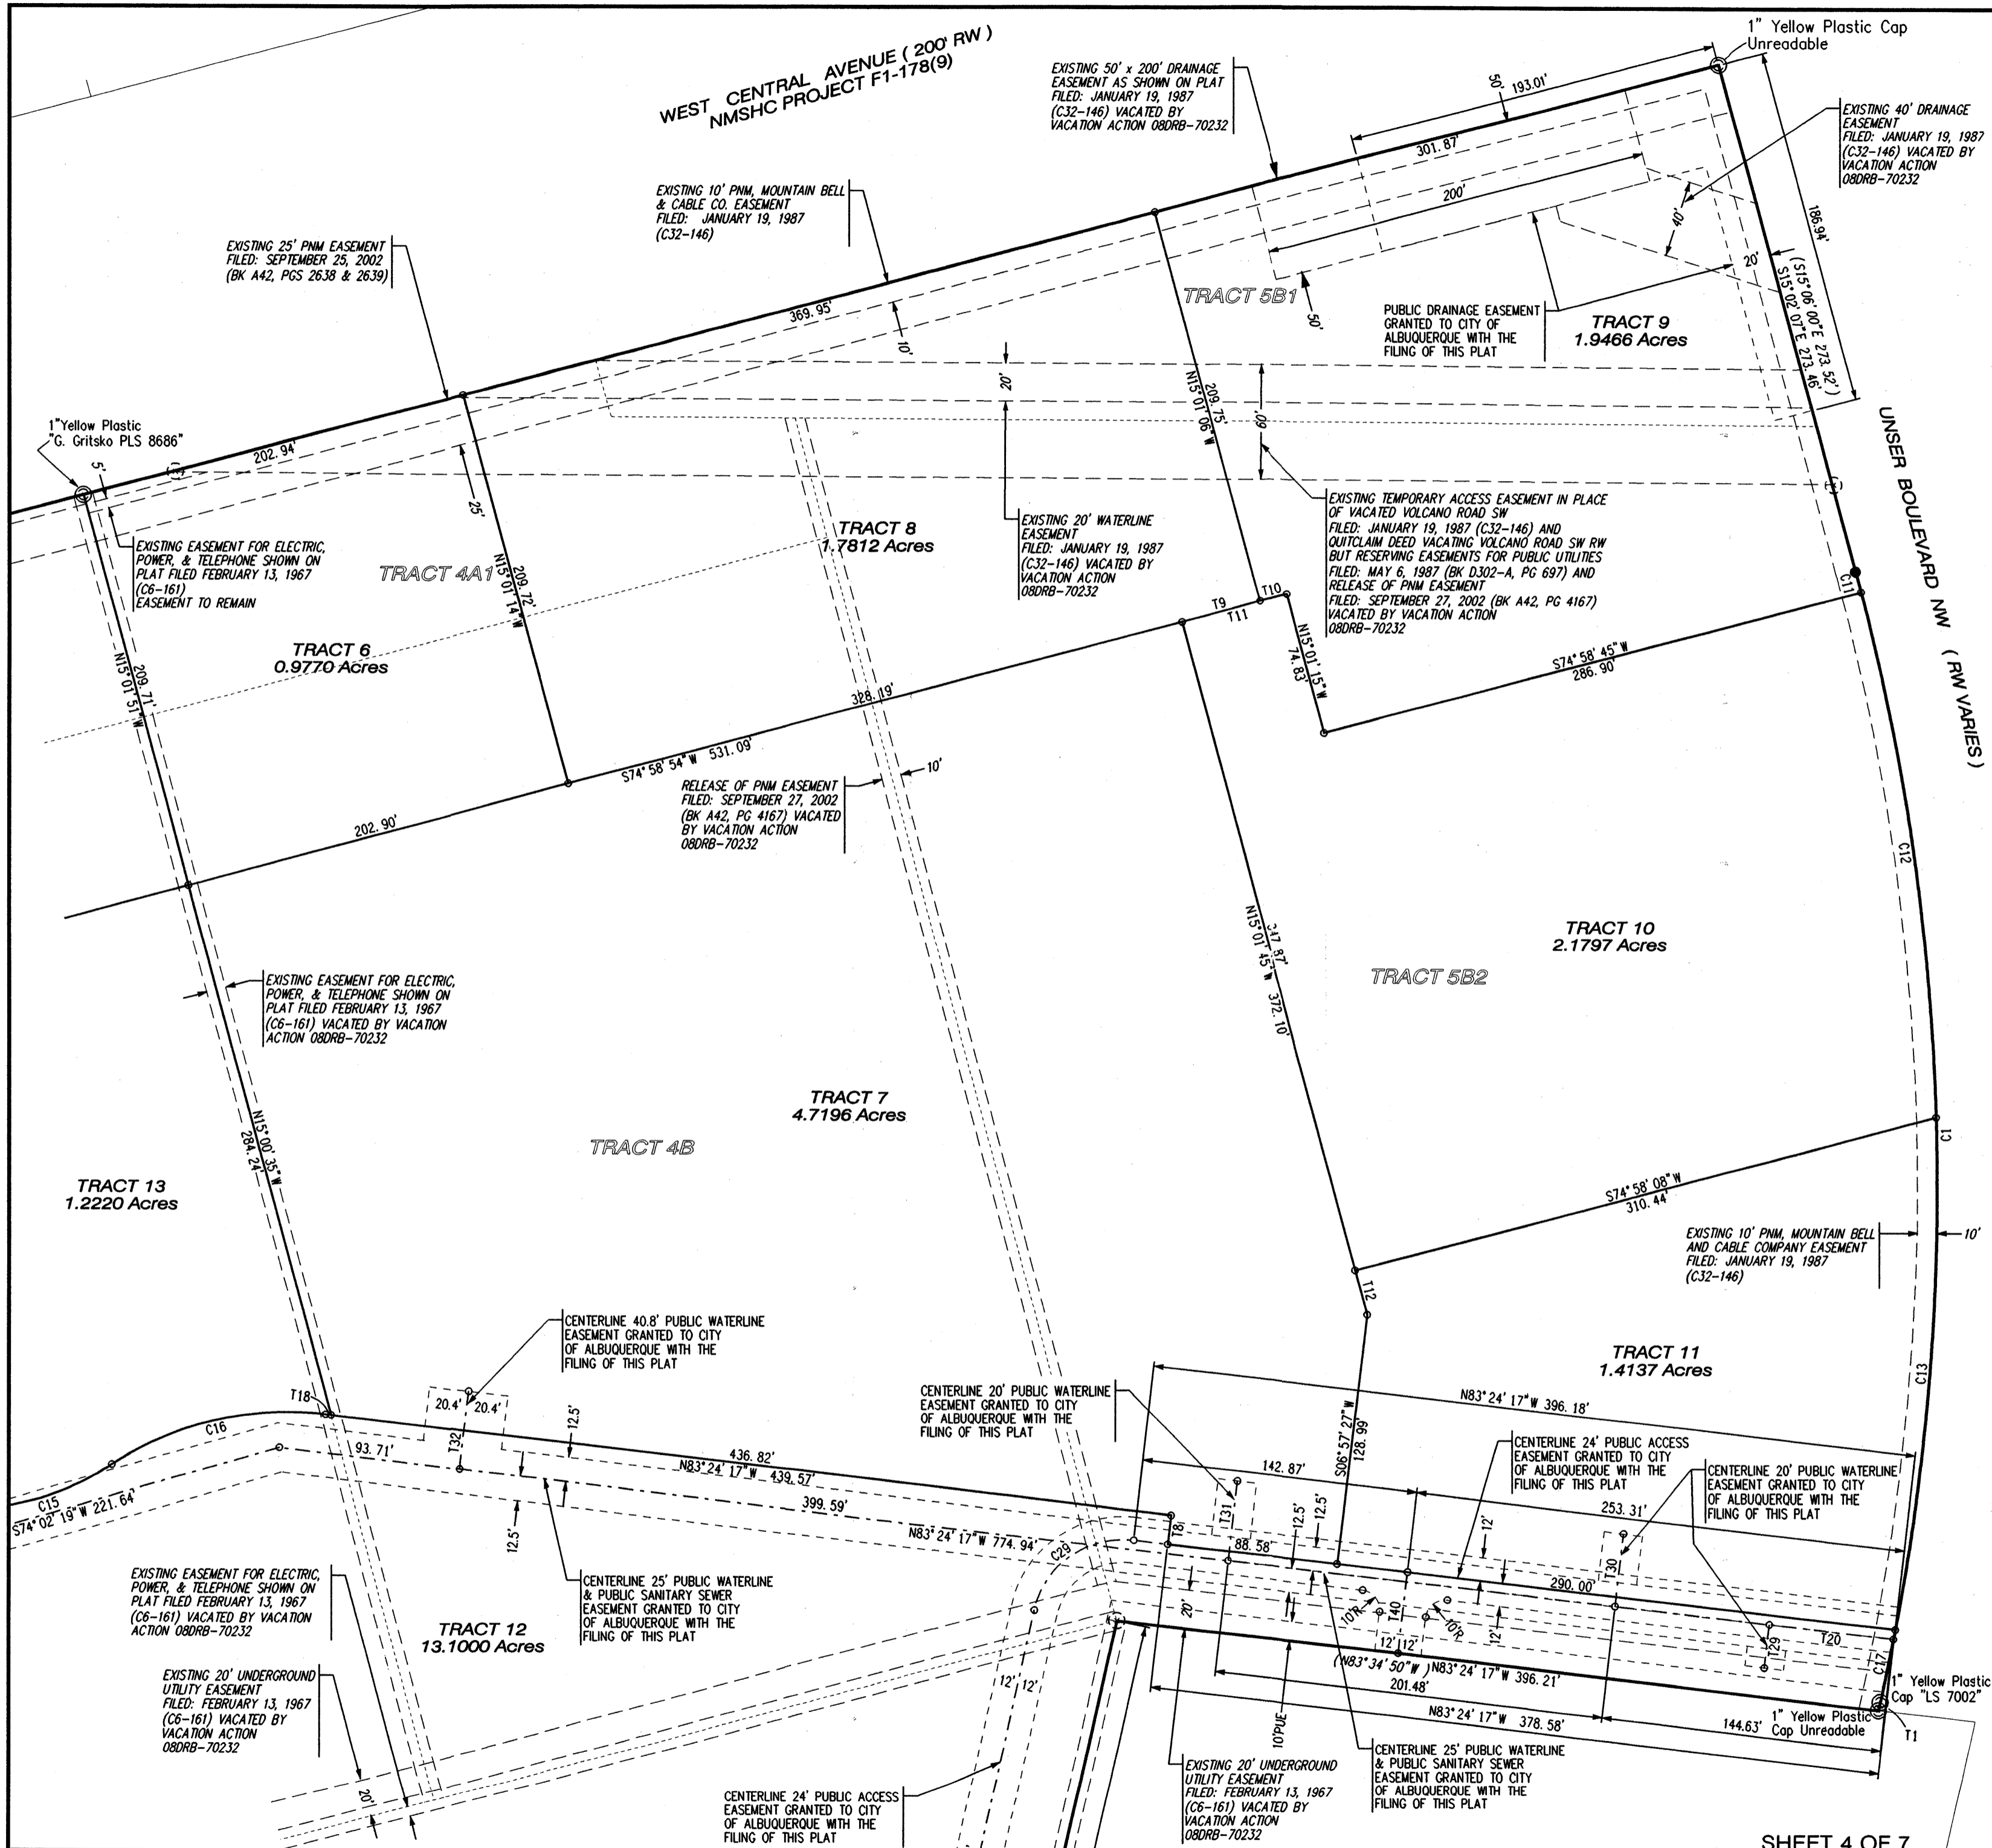 WEST CENTRAL AVENUE ( 200' RW )
NMSHC PROJECT F1-178(9)
1" Yellow Plastic Cap
Unreadable
EXISTING 50' x 200' DRAINAGE
EASEMENT AS SHOWN ON PLAT
FILED: JANUARY 19, 1987
(C32-146) VACATED BY
VACATION ACTION 08DRB-70232
50'
193.01'
301.87'
200'
EXISTING 40' DRAINAGE
EASEMENT
FILED: JANUARY 19, 1987
(C32-146) VACATED BY
VACATION ACTION
08DRB-70232
40'
186.94'
20'
(S15°06'00"E 273.52')
S15°02'07"E 273.46'
EXISTING 10' PNM, MOUNTAIN BELL
& CABLE CO. EASEMENT
FILED: JANUARY 19, 1987
(C32-146)
EXISTING 25' PNM EASEMENT
FILED: SEPTEMBER 25, 2002
(BK A42, PGS 2638 & 2639)
369.95'
10'
TRACT 5B1
50'
PUBLIC DRAINAGE EASEMENT
GRANTED TO CITY OF
ALBUQUERQUE WITH THE
FILING OF THIS PLAT
TRACT 9
1.9466 Acres
1"Yellow Plastic
"G. Gritsko PLS 8686"
5'
202.94'
25'
20'
60'
209.75'
N15°01'06"W
UNSER BOULEVARD NW ( RW VARIES )
EXISTING EASEMENT FOR ELECTRIC,
POWER, & TELEPHONE SHOWN ON
PLAT FILED FEBRUARY 13, 1967
(C6-161)
EASEMENT TO REMAIN
TRACT 4A1
209.72'
N15°01'14"W
TRACT 8
1.7812 Acres
EXISTING 20' WATERLINE
EASEMENT
FILED: JANUARY 19, 1987
(C32-146) VACATED BY
VACATION ACTION
08DRB-70232
EXISTING TEMPORARY ACCESS EASEMENT IN PLACE
OF VACATED VOLCANO ROAD SW
FILED: JANUARY 19, 1987 (C32-146) AND
QUITCLAIM DEED VACATING VOLCANO ROAD SW RW
BUT RESERVING EASEMENTS FOR PUBLIC UTILITIES
FILED: MAY 6, 1987 (BK D302-A, PG 697) AND
RELEASE OF PNM EASEMENT
FILED: SEPTEMBER 27, 2002 (BK A42, PG 4167)
VACATED BY VACATION ACTION
08DRB-70232
C11
T9
T10
T11
TRACT 6
0.9770 Acres
209.71'
N15°01'51"W
N15°01'15"W
74.83'
S74°58'45"W
286.90'
328.19'
S74°58'54"W 531.09'
10'
RELEASE OF PNM EASEMENT
FILED: SEPTEMBER 27, 2002
(BK A42, PG 4167) VACATED
BY VACATION ACTION
08DRB-70232
202.90'
C12
347.87'
N15°01'45"W 372.10'
TRACT 10
2.1797 Acres
TRACT 5B2
EXISTING EASEMENT FOR ELECTRIC,
POWER, & TELEPHONE SHOWN ON
PLAT FILED FEBRUARY 13, 1967
(C6-161) VACATED BY VACATION
ACTION 08DRB-70232
TRACT 7
4.7196 Acres
TRACT 4B
N15°00'35"W
284.24'
TRACT 13
1.2220 Acres
C1
S74°58'08"W
310.44'
EXISTING 10' PNM, MOUNTAIN BELL
AND CABLE COMPANY EASEMENT
FILED: JANUARY 19, 1987
(C32-146)
10'
T12
CENTERLINE 40.8' PUBLIC WATERLINE
EASEMENT GRANTED TO CITY
OF ALBUQUERQUE WITH THE
FILING OF THIS PLAT
TRACT 11
1.4137 Acres
C13
N83°24'17"W 396.18'
CENTERLINE 20' PUBLIC WATERLINE
EASEMENT GRANTED TO CITY
OF ALBUQUERQUE WITH THE
FILING OF THIS PLAT
T18
C16
20.4'
20.4'
12.5'
T32
93.71'
436.82'
N83°24'17"W 439.57'
399.59'
S06°57'27"W
128.99'
142.87'
CENTERLINE 24' PUBLIC ACCESS
EASEMENT GRANTED TO CITY
OF ALBUQUERQUE WITH THE
FILING OF THIS PLAT
CENTERLINE 20' PUBLIC WATERLINE
EASEMENT GRANTED TO CITY
OF ALBUQUERQUE WITH THE
FILING OF THIS PLAT
253.31'
C15
S74°02'19"W 221.64'
12.5'
N83°24'17"W 774.94'
C29
T8
T31
88.58'
12.5'
12.5'
12'
T30
290.00'
EXISTING EASEMENT FOR ELECTRIC,
POWER, & TELEPHONE SHOWN ON
PLAT FILED FEBRUARY 13, 1967
(C6-161) VACATED BY VACATION
ACTION 08DRB-70232
CENTERLINE 25' PUBLIC WATERLINE
& PUBLIC SANITARY SEWER
EASEMENT GRANTED TO CITY
OF ALBUQUERQUE WITH THE
FILING OF THIS PLAT
TRACT 12
13.1000 Acres
20'
10'R
T40
10'R
12'
12'
12'
T29
T20
C17
(N83°34'50"W ) N83°24'17"W 396.21'
201.48'
N83°24'17"W 378.58'
144.63'
1" Yellow Plastic
Cap "LS 7002"
1" Yellow Plastic
Cap Unreadable
T1
EXISTING 20' UNDERGROUND
UTILITY EASEMENT
FILED: FEBRUARY 13, 1967
(C6-161) VACATED BY
VACATION ACTION
08DRB-70232
20'
12'
12'
10'PUE
CENTERLINE 24' PUBLIC ACCESS
EASEMENT GRANTED TO CITY
OF ALBUQUERQUE WITH THE
FILING OF THIS PLAT
EXISTING 20' UNDERGROUND
UTILITY EASEMENT
FILED: FEBRUARY 13, 1967
(C6-161) VACATED BY
VACATION ACTION
08DRB-70232
CENTERLINE 25' PUBLIC WATERLINE
& PUBLIC SANITARY SEWER
EASEMENT GRANTED TO CITY
OF ALBUQUERQUE WITH THE
FILING OF THIS PLAT
SHEET 4 OF 7